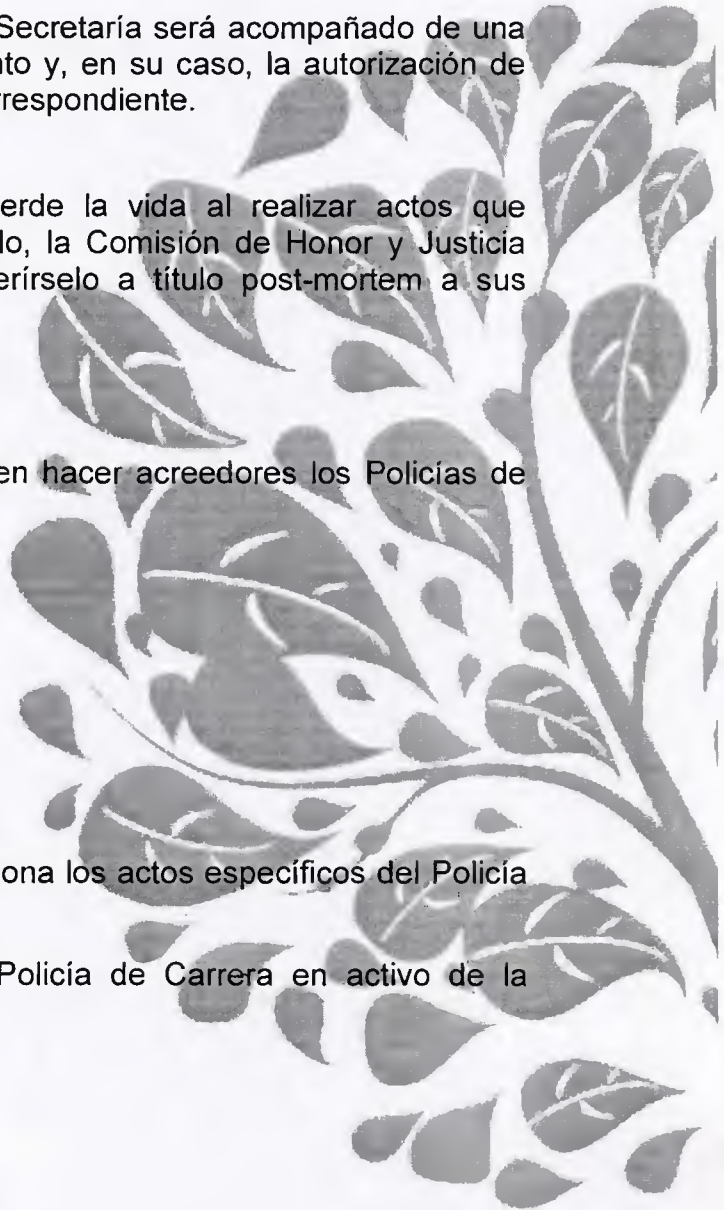 Secretaría será acompañado de una
nto y, en su caso, la autorización de
rrespondiente.
erde la vida al realizar actos que
lo, la Comisión de Honor y Justicia
erírselo a título post-mortem a sus
en hacer acreedores los Policías de
iona los actos específicos del Policía
Policía de Carrera en activo de la